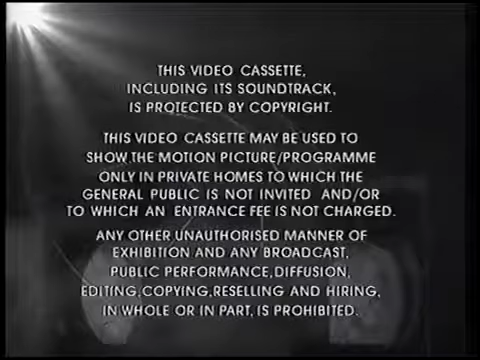 THIS VIDEO CASSETTE,
INCLUDING ITS SOUNDTRACK,
IS PROTECTED BY COPYRIGHT.
THIS VIDEO CASSETTE MAY BE USED TO
SHOW THE MOTION PICTURE/PROGRAMME
ONLY IN PRIVATE HOMES TO WHICH THE
GENERAL PUBLIC IS NOT INVITED AND/OR
TO WHICH AN ENTRANCE FEE IS NOT CHARGED.
ANY OTHER UNAUTHORISED MANNER OF
EXHIBITION AND ANY BROADCAST,
PUBLIC PERFORMANCE, DIFFUSION,
EDITING, COPYING, RESELLING AND HIRING,
IN WHOLE OR IN PART, IS PROHIBITED.